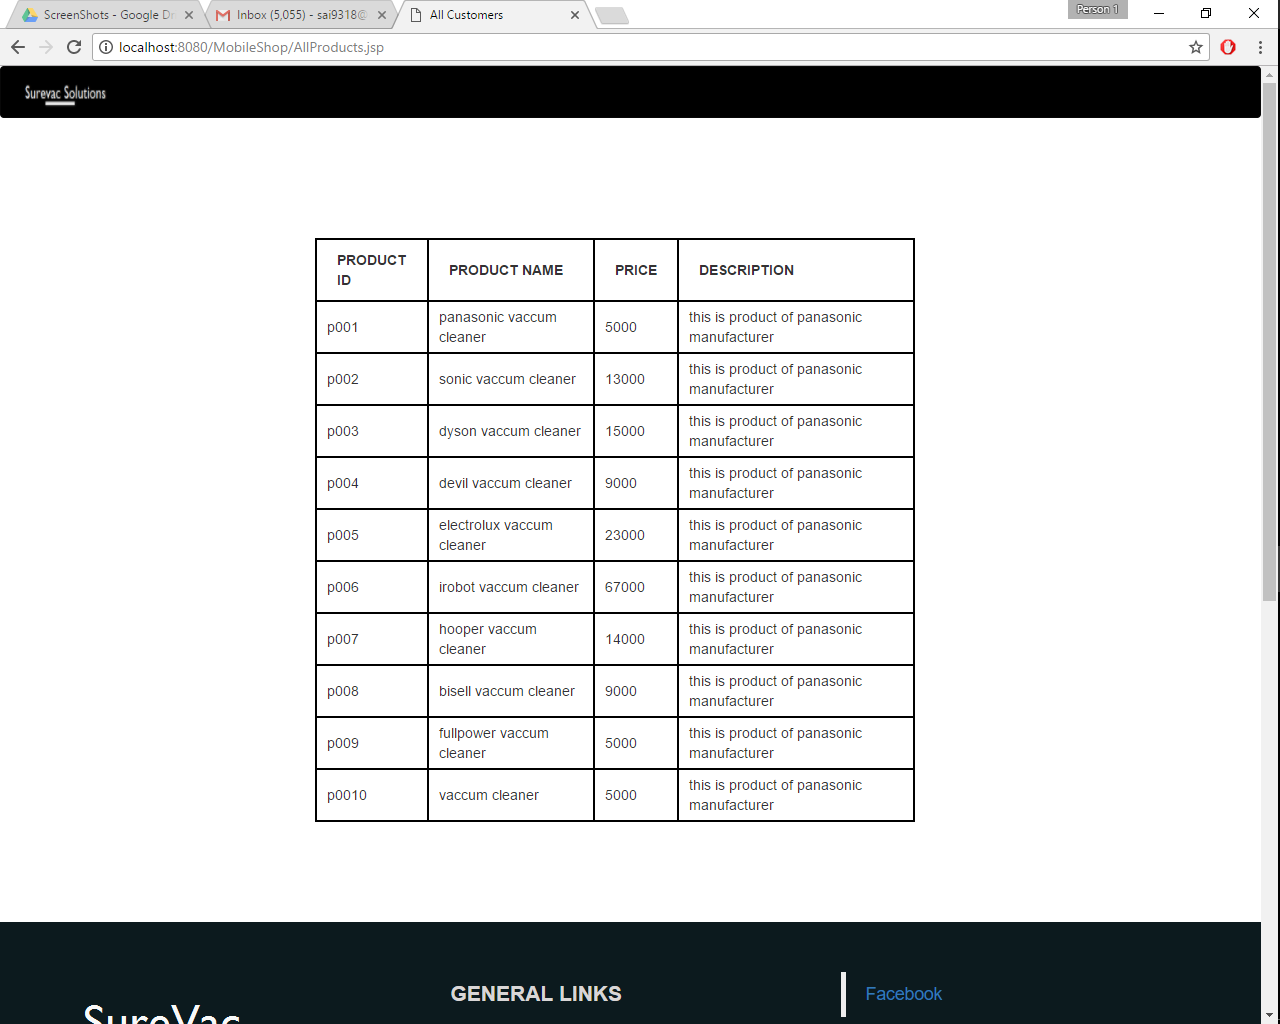 ScreenShots - Google Dr
Inbox (5,055) - sai9318@
All Customers
Person 1
localhost:8080/MobileShop/AllProducts.jsp
Surevac Solutions
PRODUCT
ID
PRODUCT NAME
PRICE
DESCRIPTION
p001
panasonic vaccum
cleaner
5000
this is product of panasonic
manufacturer
p002
sonic vaccum cleaner
13000
this is product of panasonic
manufacturer
p003
dyson vaccum cleaner
15000
this is product of panasonic
manufacturer
p004
devil vaccum cleaner
9000
this is product of panasonic
manufacturer
p005
electrolux vaccum
cleaner
23000
this is product of panasonic
manufacturer
p006
irobot vaccum cleaner
67000
this is product of panasonic
manufacturer
p007
hooper vaccum
cleaner
14000
this is product of panasonic
manufacturer
p008
bisell vaccum cleaner
9000
this is product of panasonic
manufacturer
p009
fullpower vaccum
cleaner
5000
this is product of panasonic
manufacturer
p0010
vaccum cleaner
5000
this is product of panasonic
manufacturer
SureVac
GENERAL LINKS
Facebook